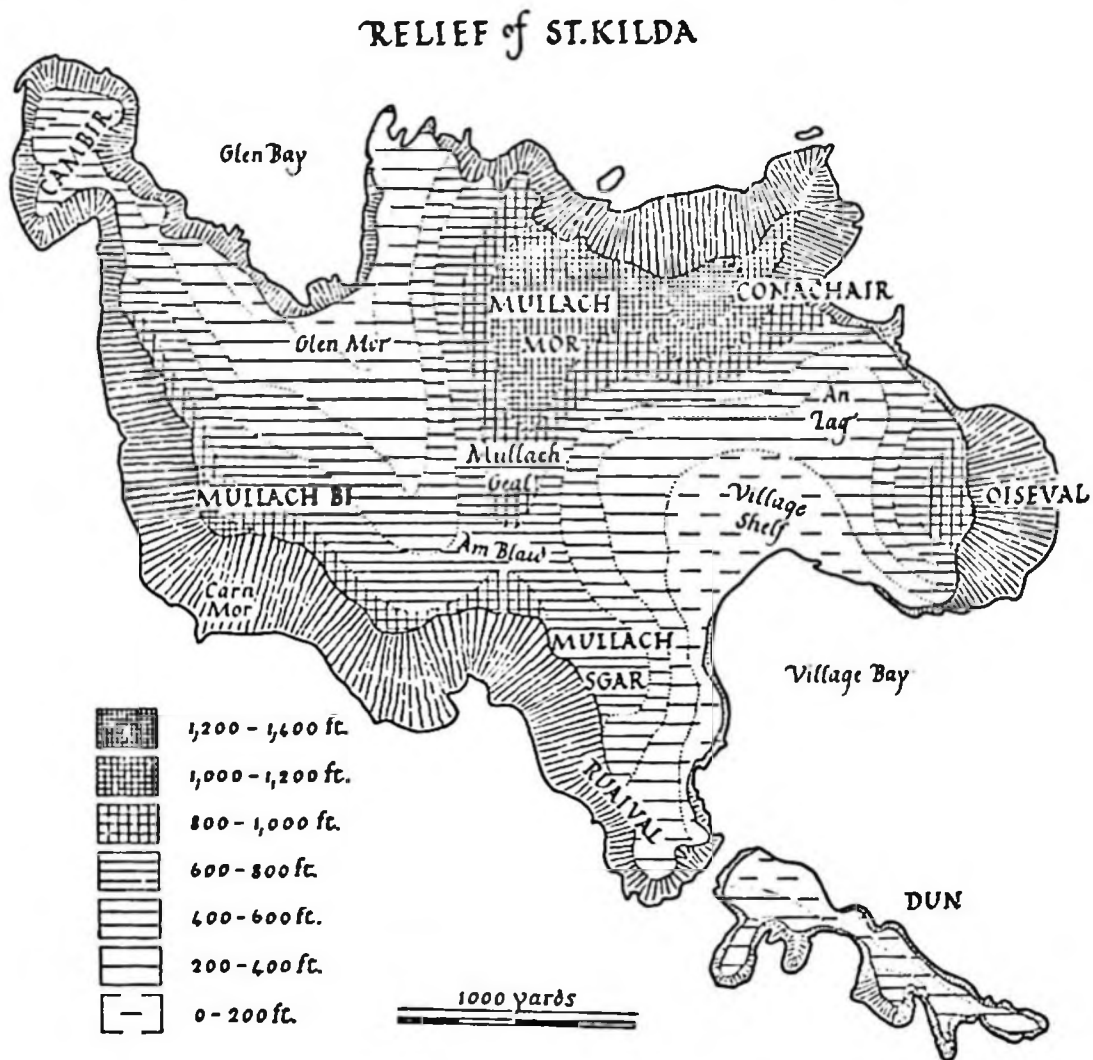 RELIEF of ST. KILDA
CAMBIR
Glen Bay
MULLACH
MOR
CONACHAIR
Glen Mor
An
Lag
Mullach
Geal
Village
Shelf
MULLACH BI
OISEVAL
Am Blaid
Carn
Mor
MULLACH
SGAR
Village Bay
RUAIVAL
DUN
1,200 - 1,400 ft.
1,000 - 1,200 ft.
800 - 1,000 ft.
600 - 800 ft.
400 - 600 ft.
200 - 400 ft.
0 - 200 ft.
1000 yards